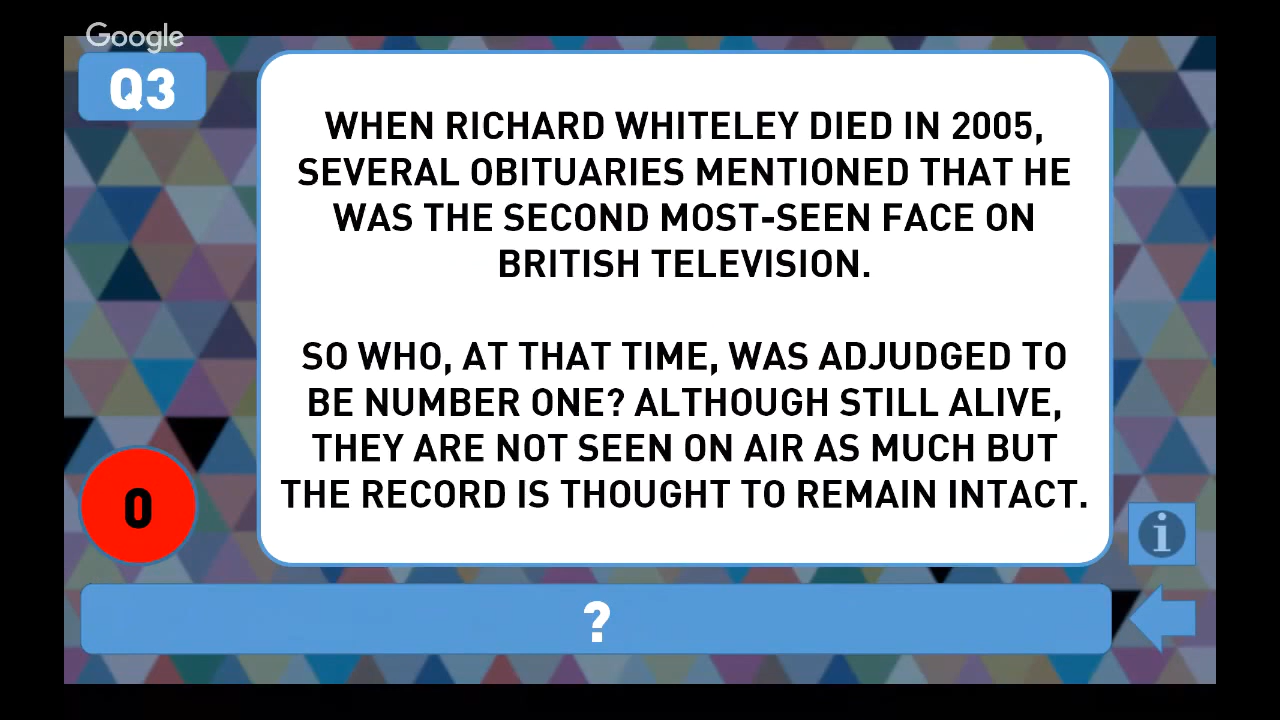 Google
Q3
WHEN RICHARD WHITELEY DIED IN 2005,
SEVERAL OBITUARIES MENTIONED THAT HE
WAS THE SECOND MOST-SEEN FACE ON
BRITISH TELEVISION.
SO WHO, AT THAT TIME, WAS ADJUDGED TO
BE NUMBER ONE? ALTHOUGH STILL ALIVE,
THEY ARE NOT SEEN ON AIR AS MUCH BUT
THE RECORD IS THOUGHT TO REMAIN INTACT.
0
i
?